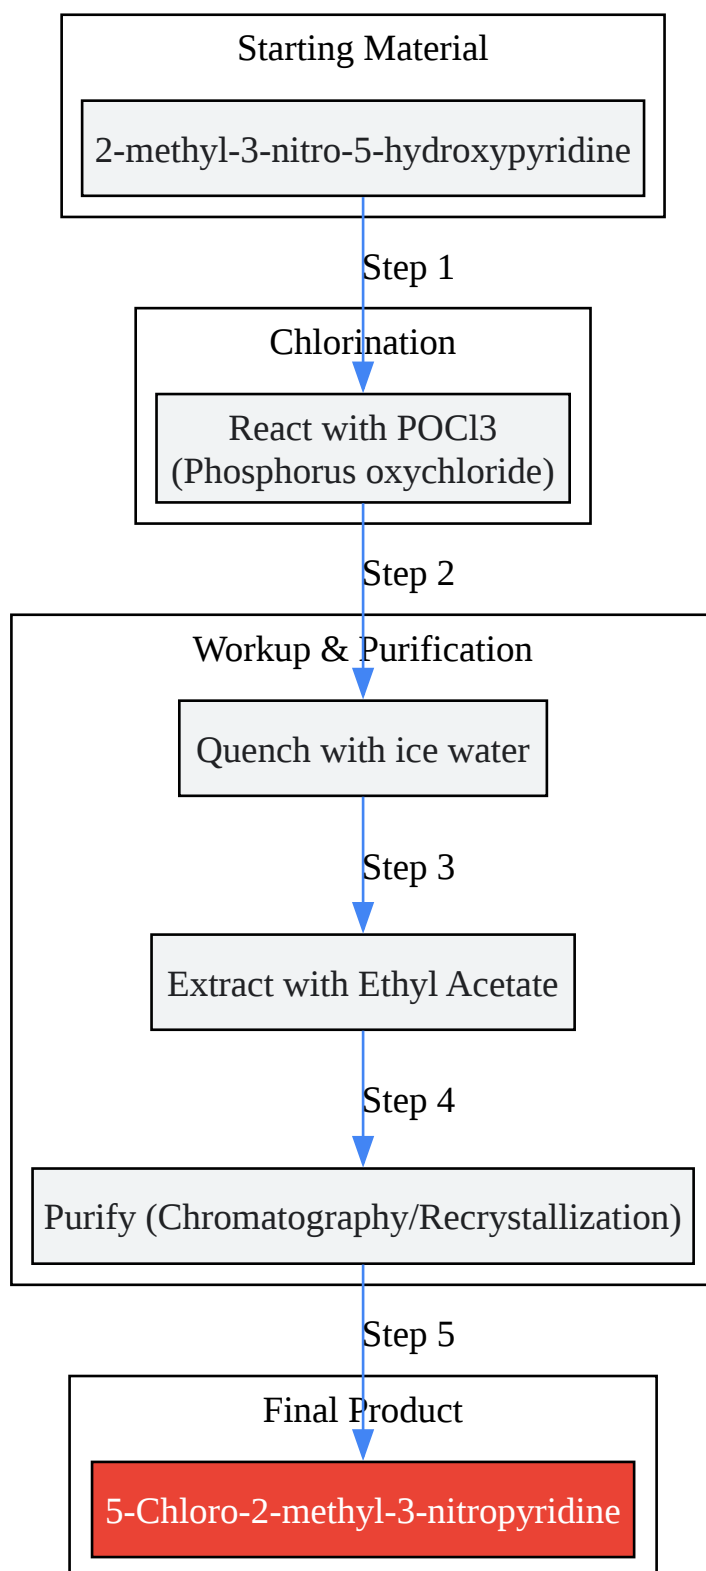 Starting Material
2-methyl-3-nitro-5-hydroxypyridine
Step 1
Chlorination
React with POCl3
(Phosphorus oxychloride)
Step 2
Workup & Purification
Quench with ice water
Step 3
Extract with Ethyl Acetate
Step 4
Purify (Chromatography/Recrystallization)
Step 5
Final Product
5-Chloro-2-methyl-3-nitropyridine